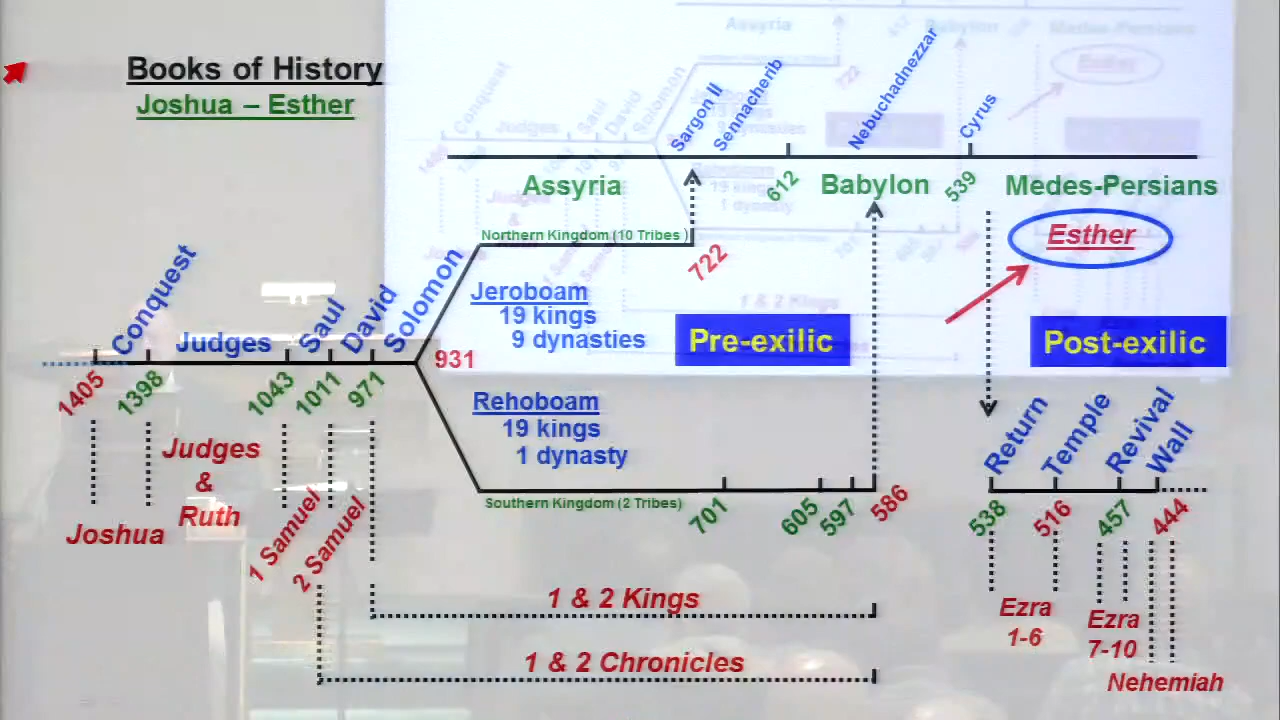 Books of History
Joshua – Esther
Sargon II
Sennacherib
Nebuchadnezzar
Cyrus
Assyria
612
Babylon
539
Medes-Persians
Northern Kingdom (10 Tribes)
722
Esther
Conquest
Judges
Saul
David
Solomon
931
Jeroboam
19 kings
9 dynasties
Pre-exilic
Post-exilic
1405
1398
1043
1011
971
Rehoboam
19 kings
1 dynasty
Southern Kingdom (2 Tribes)
701
605
597
586
Return
Temple
Revival
Wall
538
516
457
444
Joshua
Judges
&
Ruth
1 Samuel
2 Samuel
1 & 2 Kings
1 & 2 Chronicles
Ezra
1-6
Ezra
7-10
Nehemiah